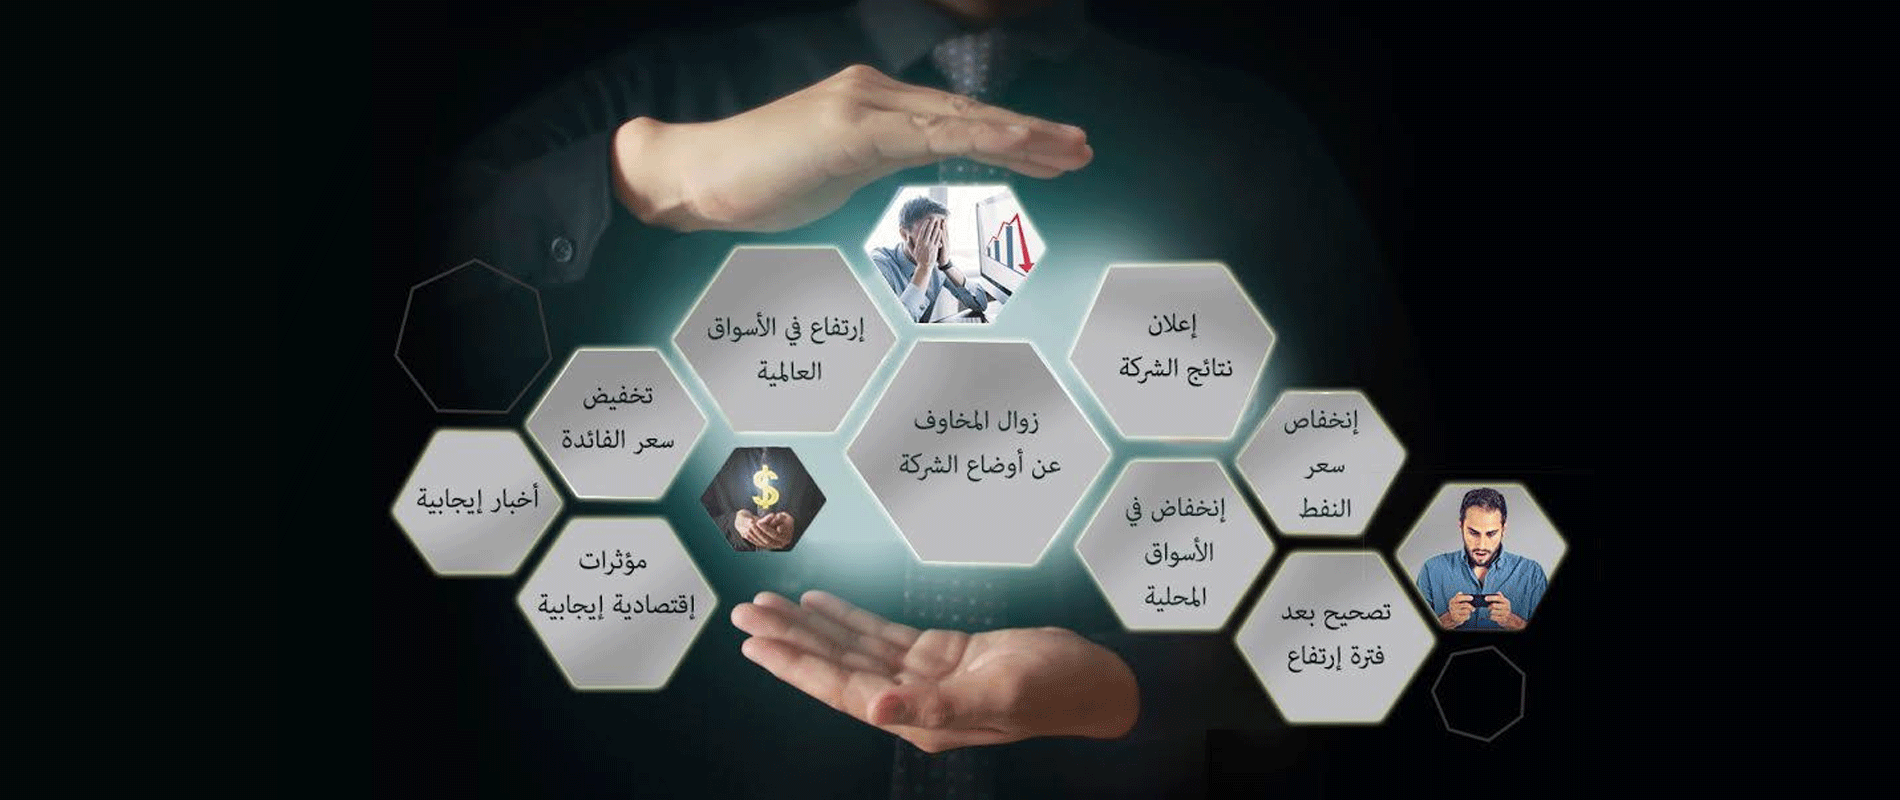 إعلان
نتائج الشركة
إنخفاص
سعر
النفط
إنخفاض في
الأسواق
المحلية
تصحيح بعد
فترة إرتفاع
زوال المخاوف
عن أوضاع الشركة
إرتفاع في الأسواق
العالمية
تخفيض
سعر الفائدة
أخبار إيجابية
مؤثرات
إقتصادية إيجابية
$